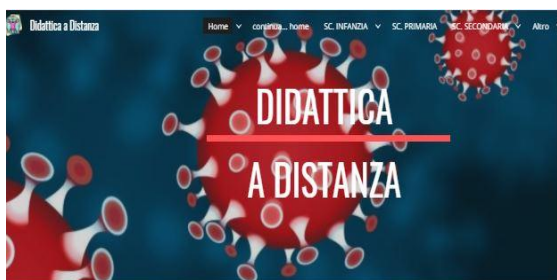 Didattica a Distanza
Home continua... home SC. INFANZIA SC. PRIMARIA SC. SECONDARIA Altro
DIDATTICA
A DISTANZA